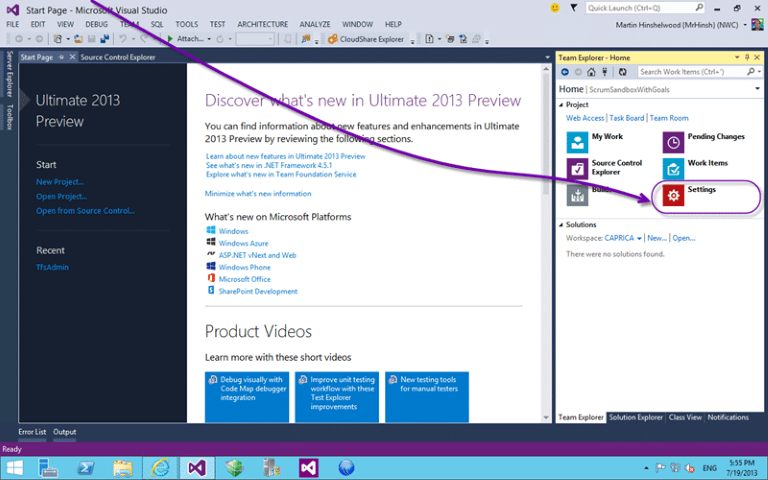 Start Page - Microsoft Visual Studio
Quick Launch (Ctrl+Q)
FILE EDIT VIEW DEBUG TEAM SQL TOOLS TEST ARCHITECTURE ANALYZE WINDOW HELP
Martin Hinshelwood (MrHinsh) (NWC)
Attach...
CloudShare Explorer
Server Explorer
Toolbox
Start Page
Source Control Explorer
Ultimate 2013
Preview
Start
New Project...
Open Project...
Open from Source Control...
Recent
TfsAdmin
Discover what's new in Ultimate 2013 Preview
You can find information about new features and enhancements in Ultimate
2013 Preview by reviewing the following sections.
Learn about new features in Ultimate 2013 Preview
See what's new in .NET Framework 4.5.1
Explore what's new in Team Foundation Service
Minimize what's new information
What's new on Microsoft Platforms
Windows
Windows Azure
ASP.NET vNext and Web
Windows Phone
Microsoft Office
SharePoint Development
Product Videos
Learn more with these short videos
Debug visually with
Code Map debugger
integration
Improve unit testing
workflow with these
Test Explorer
improvements
New testing tools
for manual testers
Team Explorer - Home
Search Work Items (Ctrl+')
Home | ScrumSandboxWithGoals
Project
Web Access | Task Board | Team Room
My Work
Pending Changes
Source Control
Explorer
Work Items
Builds
Settings
Solutions
Workspace: CAPRICA | New... | Open...
There were no solutions found.
Team Explorer Solution Explorer Class View Notifications
Error List Output
Ready
ENG
5:55 PM
7/19/2013